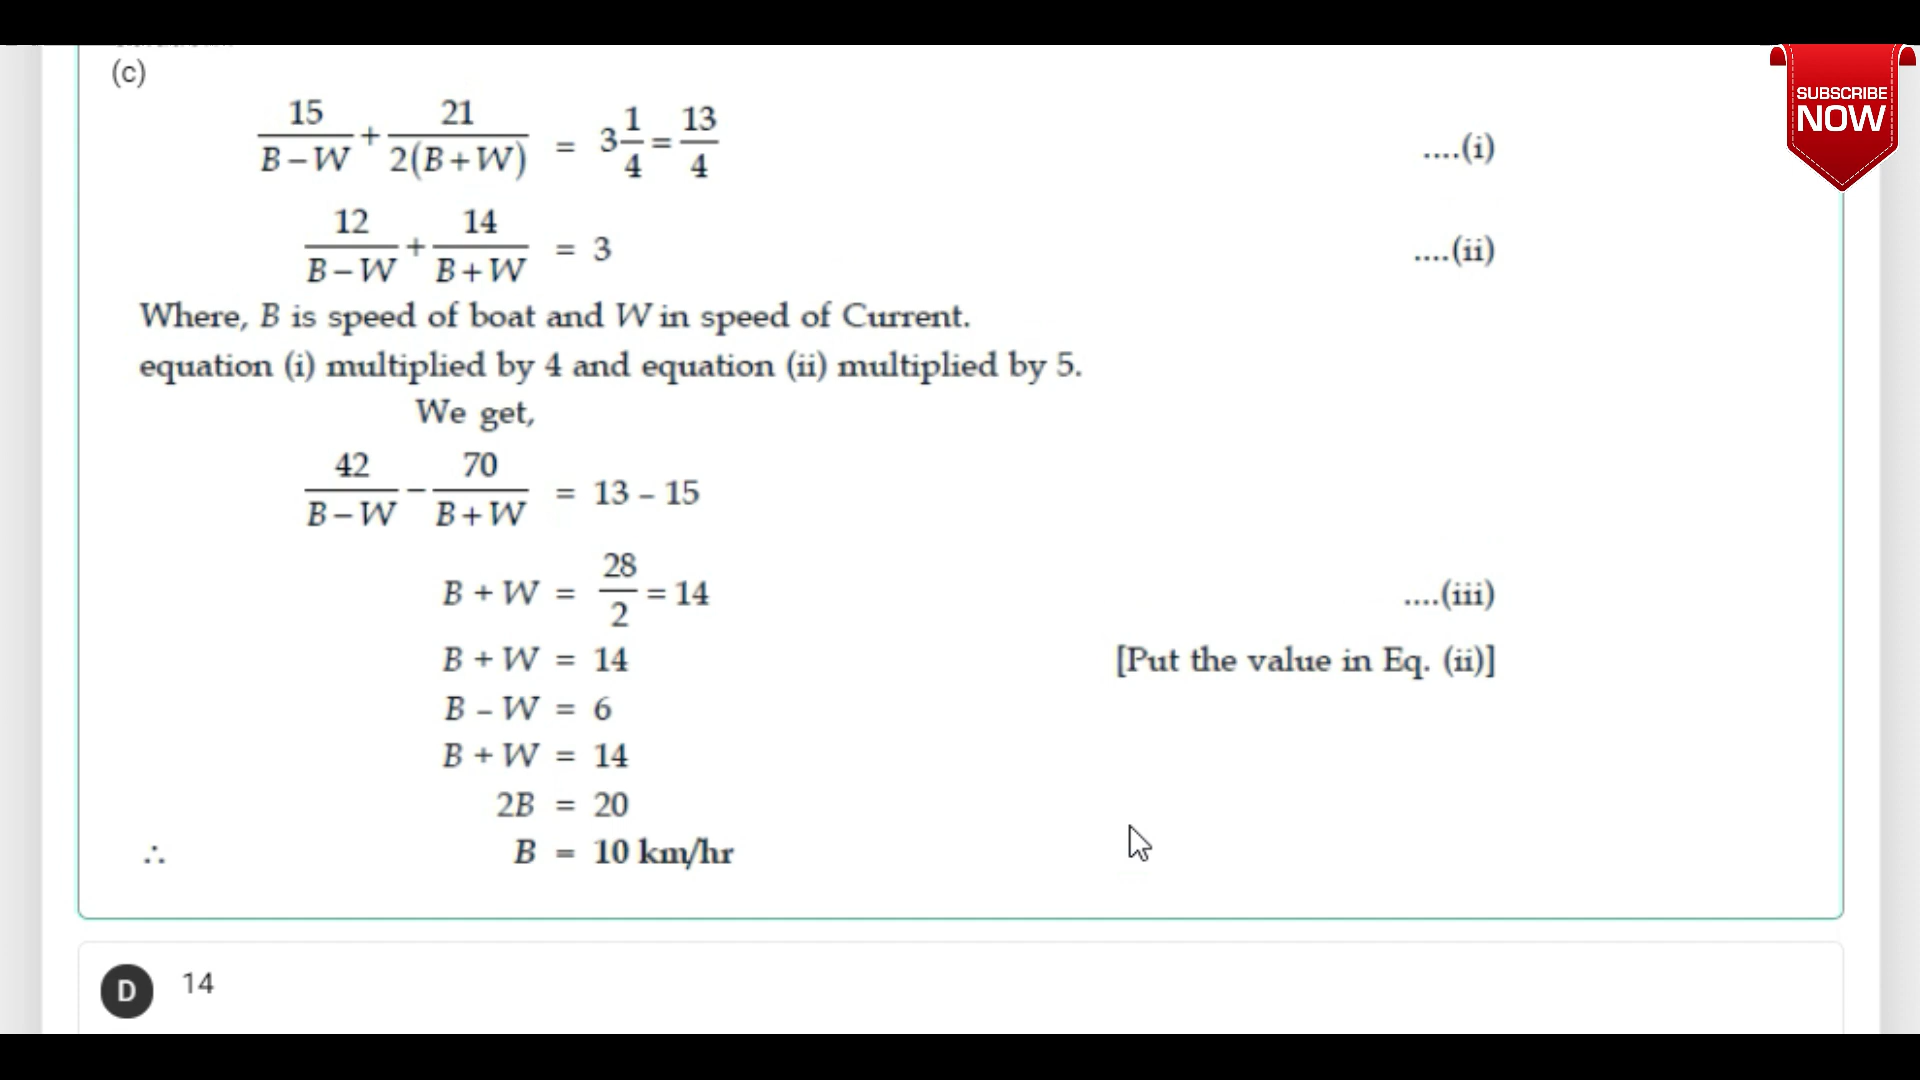 (c)
15/(B – W) + 21/(2(B + W)) = 3 1/4 = 13/4 ....(i)
12/(B – W) + 14/(B + W) = 3 ....(ii)
Where, B is speed of boat and W in speed of Current.
equation (i) multiplied by 4 and equation (ii) multiplied by 5.
We get,
42/(B – W) – 70/(B + W) = 13 – 15
B + W = 28/2 = 14 ....(iii)
B + W = 14 [Put the value in Eq. (ii)]
B – W = 6
B + W = 14
2B = 20
∴ B = 10 km/hr
D 14
SUBSCRIBE
NOW